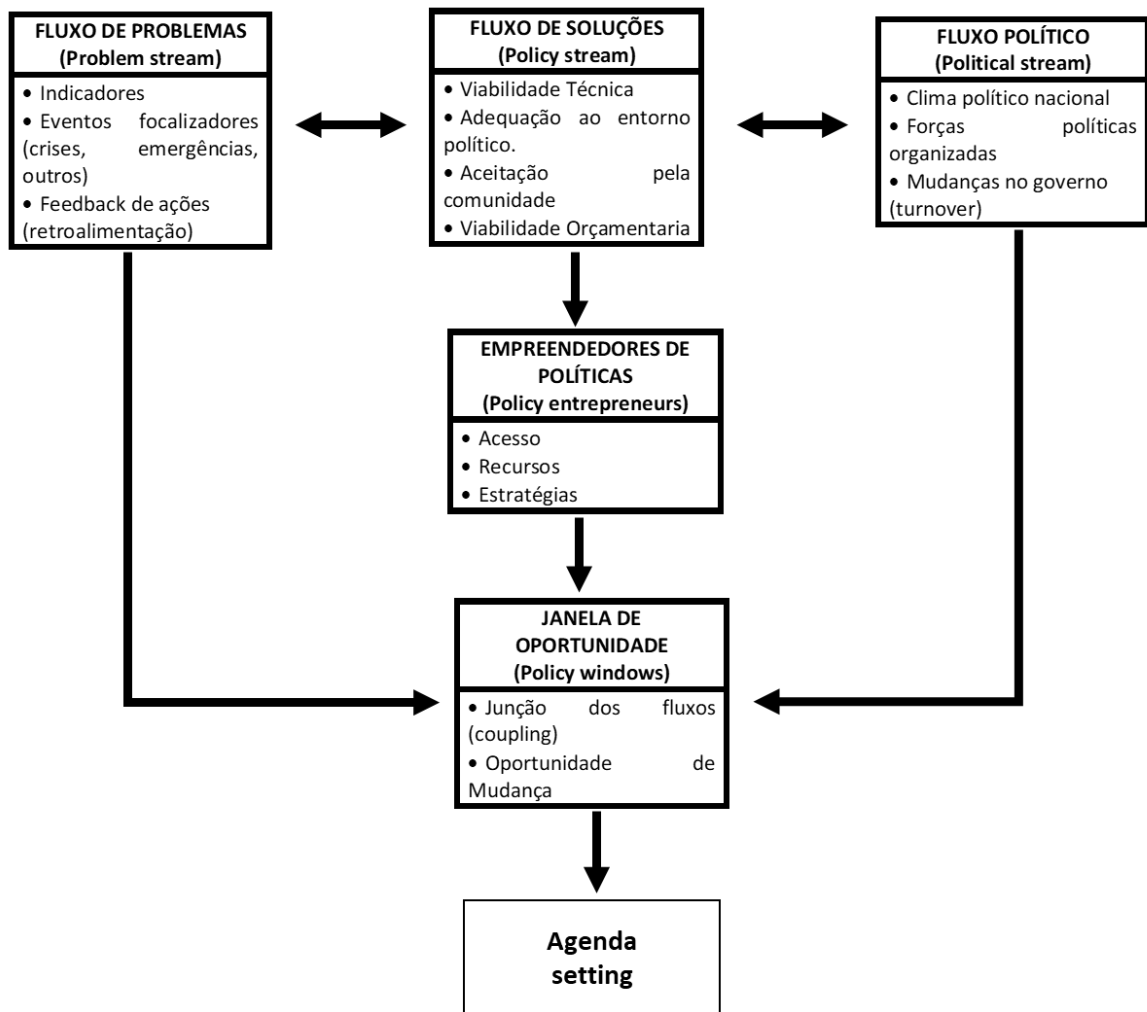 FLUXO DE PROBLEMAS
(Problem stream)
• Indicadores
• Eventos focalizadores
(crises, emergências,
outros)
• Feedback de ações
(retroalimentação)
FLUXO DE SOLUÇÕES
(Policy stream)
• Viabilidade Técnica
• Adequação ao entorno
político.
• Aceitação pela
comunidade
• Viabilidade Orçamentaria
FLUXO POLÍTICO
(Political stream)
• Clima político nacional
• Forças políticas
organizadas
• Mudanças no governo
(turnover)
EMPREENDEDORES DE
POLÍTICAS
(Policy entrepreneurs)
• Acesso
• Recursos
• Estratégias
JANELA DE
OPORTUNIDADE
(Policy windows)
• Junção dos fluxos
(coupling)
• Oportunidade de
Mudança
Agenda
setting